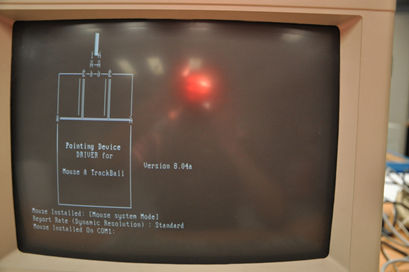 Pointing Device
DRIVER for
Mouse & TrackBall
Version 8.04a
Mouse Installed: [Mouse system Mode]
Report Rate (Dynamic Resolution) : Standard
Mouse Installed On COM1: